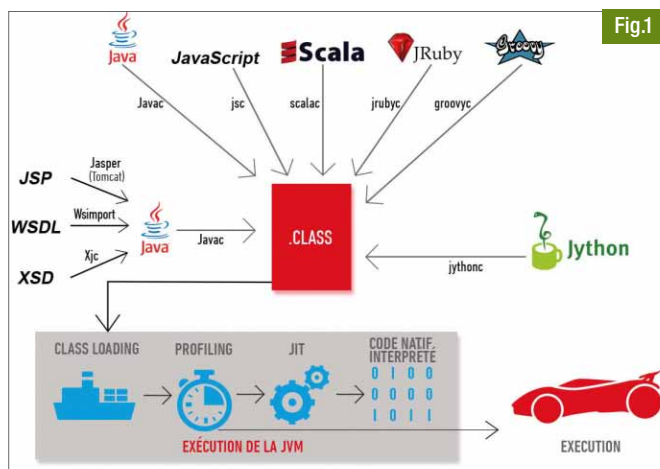 Fig.1
Java
JavaScript
Scala
JRuby
Groovy
Javac
jsc
scalac
jrubyc
groovyc
JSP
Jasper
(Tomcat)
WSDL
Wsimport
Java
Javac
.CLASS
XSD
Xjc
jythonc
Jython
CLASS LOADING
PROFILING
JIT
CODE NATIF.
INTERPRÉTÉ
0 1 0 0
0 0 0 0
1 0 1 1
EXÉCUTION DE LA JVM
EXECUTION